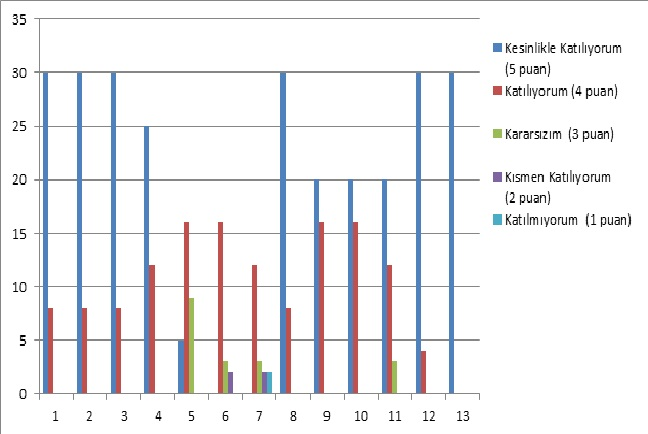 35
30
25
20
15
10
5
0
1 2 3 4 5 6 7 8 9 10 11 12 13
Kesinlikle Katılıyorum
(5 puan)
Katılıyorum (4 puan)
Kararsızım (3 puan)
Kısmen Katılıyorum
(2 puan)
Katılmıyorum (1 puan)